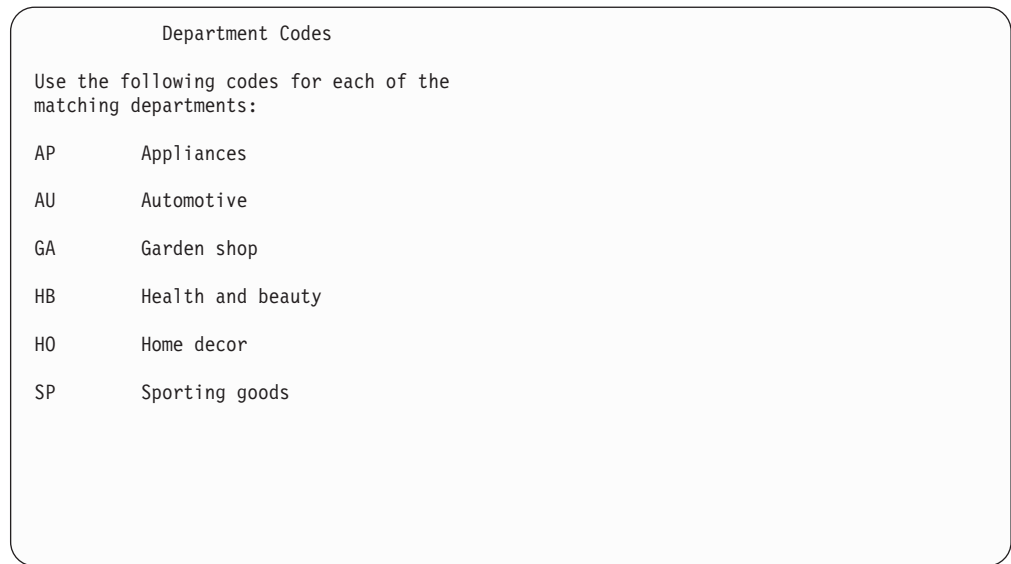 Department Codes
Use the following codes for each of the
matching departments:
AP Appliances
AU Automotive
GA Garden shop
HB Health and beauty
HO Home decor
SP Sporting goods